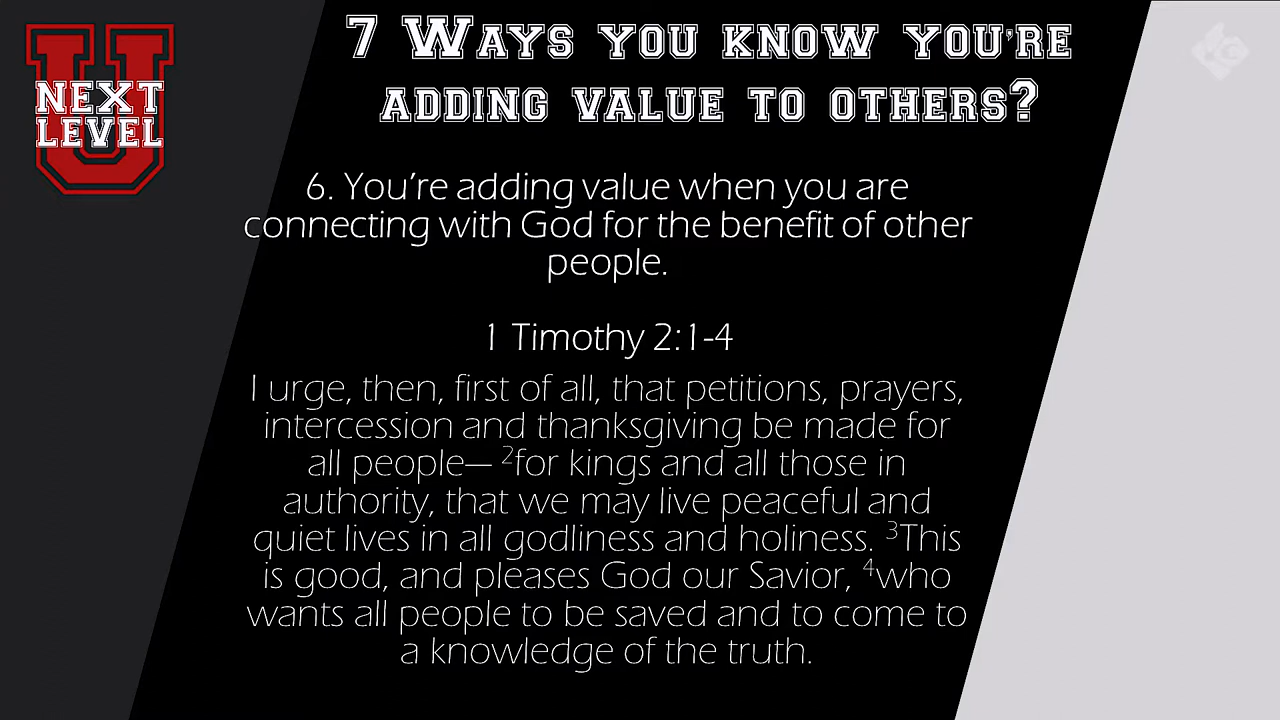 NEXT
LEVEL
U
7 Ways you know you're
adding value to others?
6. You’re adding value when you are
connecting with God for the benefit of other
people.
1 Timothy 2:1-4
I urge, then, first of all, that petitions, prayers,
intercession and thanksgiving be made for
all people— ²for kings and all those in
authority, that we may live peaceful and
quiet lives in all godliness and holiness. ³This
is good, and pleases God our Savior, ⁴who
wants all people to be saved and to come to
a knowledge of the truth.